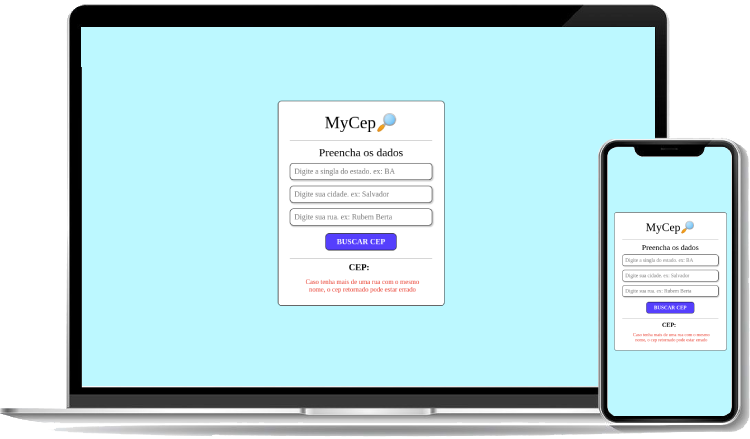 MyCep
Preencha os dados
Digite a singla do estado. ex: BA
Digite sua cidade. ex: Salvador
Digite sua rua. ex: Rubem Berta
BUSCAR CEP
CEP:
Caso tenha mais de uma rua com o mesmo
nome, o cep retornado pode estar errado
MyCep
Preencha os dados
Digite a singla do estado. ex: BA
Digite sua cidade. ex: Salvador
Digite sua rua. ex: Rubem Berta
BUSCAR CEP
CEP:
Caso tenha mais de uma rua com o mesmo
nome, o cep retornado pode estar errado